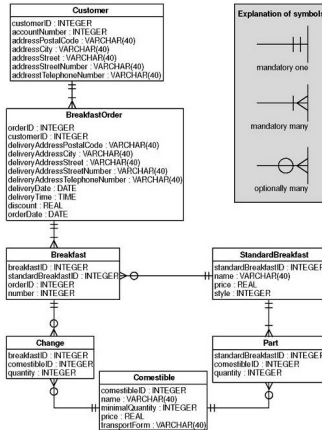 Customer
customerID : INTEGER
accountNumber : INTEGER
addressPostalCode : VARCHAR(40)
addressCity : VARCHAR(40)
addressStreet : VARCHAR(40)
addressStreetNumber : VARCHAR(40)
addresstTelephoneNumber : VARCHAR(40)
Explanation of symbols
mandatory one
mandatory many
optionally many
BreakfastOrder
orderID : INTEGER
customerID : INTEGER
deliveryAddressPostalCode : VARCHAR(40)
deliveryAddressCity : VARCHAR(40)
deliveryAddressStreet : VARCHAR(40)
deliveryAddressStreetNumber : VARCHAR(40)
deliveryAddressTelephoneNumber : VARCHAR(40)
deliveryDate : DATE
deliveryTime : TIME
discount : REAL
orderDate : DATE
Breakfast
breakfastID : INTEGER
standardBreakfastID : INTEGER
orderID : INTEGER
number : INTEGER
StandardBreakfast
standardBreakfastID : INTEGER
name : VARCHAR(40)
price : REAL
style : INTEGER
Change
breakfastID : INTEGER
comestibleID : INTEGER
quantity : INTEGER
Part
standardBreakfastID : INTEGER
comestibleID : INTEGER
quantity : INTEGER
Comestible
comestibleID : INTEGER
name : VARCHAR(40)
minimalQuantity : INTEGER
price : REAL
transportForm : VARCHAR(40)